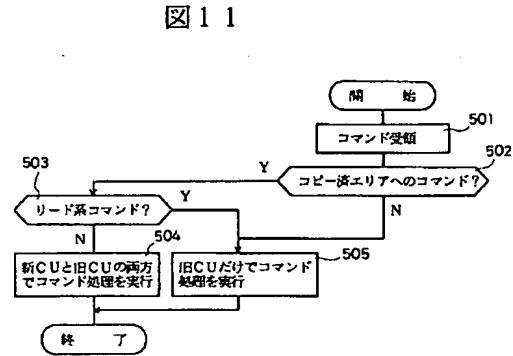 図11
開 始
501
コマンド受領
502
コピー済エリアへのコマンド?
Y
N
503
リード系コマンド?
Y
N
504
新CUと旧CUの両方
でコマンド処理を実行
505
旧CUだけでコマンド
処理を実行
終 了